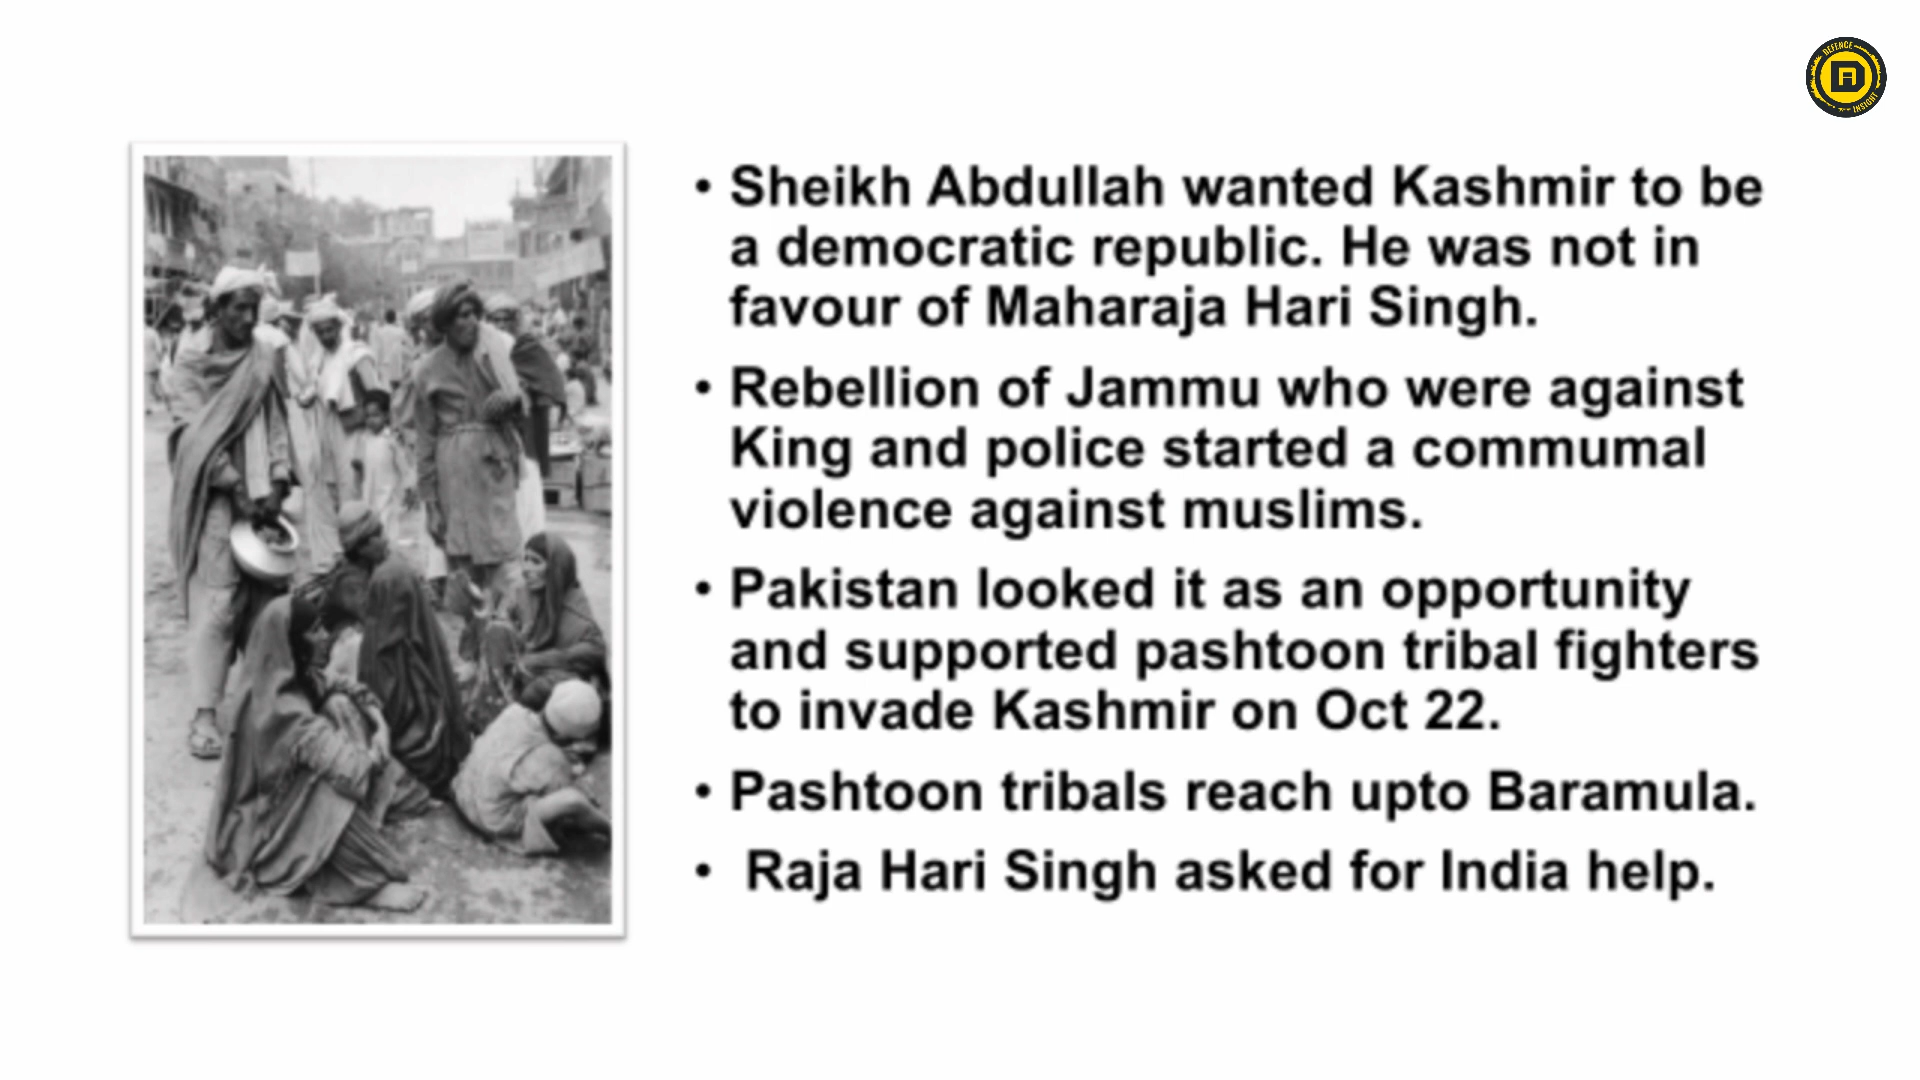 DEFENCE
INSIGHT
• Sheikh Abdullah wanted Kashmir to be
a democratic republic. He was not in
favour of Maharaja Hari Singh.
• Rebellion of Jammu who were against
King and police started a commumal
violence against muslims.
• Pakistan looked it as an opportunity
and supported pashtoon tribal fighters
to invade Kashmir on Oct 22.
• Pashtoon tribals reach upto Baramula.
• Raja Hari Singh asked for India help.